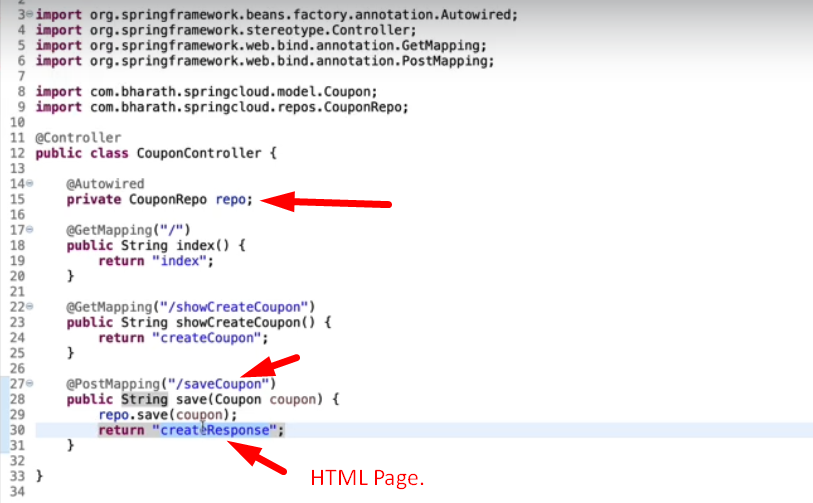 3 import org.springframework.beans.factory.annotation.Autowired;
4 import org.springframework.stereotype.Controller;
5 import org.springframework.web.bind.annotation.GetMapping;
6 import org.springframework.web.bind.annotation.PostMapping;
7
8 import com.bharath.springcloud.model.Coupon;
9 import com.bharath.springcloud.repos.CouponRepo;
10
11 @Controller
12 public class CouponController {
13
14 @Autowired
15 private CouponRepo repo;
16
17 @GetMapping("/")
18 public String index() {
19 return "index";
20 }
21
22 @GetMapping("/showCreateCoupon")
23 public String showCreateCoupon() {
24 return "createCoupon";
25 }
26
27 @PostMapping("/saveCoupon")
28 public String save(Coupon coupon) {
29 repo.save(coupon);
30 return "createResponse";
31 }
32
33 }
34
HTML Page.